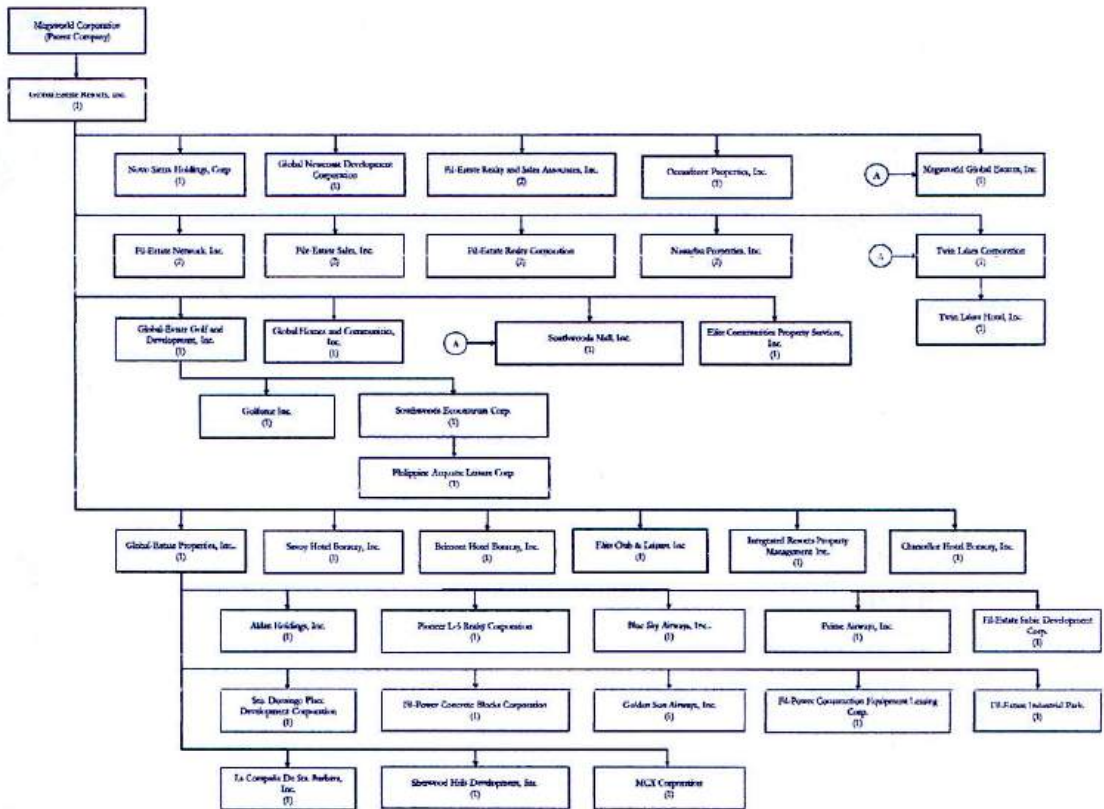 Megaworld Corporation
(Parent Company)
Global-Estate Resorts, Inc.
(1)
Novo Sierra Holdings, Corp
(1)
Global Newcoast Development
Corporation
(1)
Fil-Estate Realty and Sales Associates, Inc.
(2)
Oceanfront Properties, Inc.
(1)
A
Megaworld Global Estates, Inc
(1)
Fil-Estate Network, Inc.
(2)
File-Estate Sales, Inc.
(2)
Fil-Estate Realty Corporation
(2)
Nasugbu Properties, Inc.
(2)
A
Twin Lakes Corporation
(1)
Global-Estate Golf and
Development, Inc.
(1)
Global Homes and Communities,
Inc.
(1)
A
Southwoods Mall, Inc.
(1)
Elite Communities Property Services,
Inc.
(1)
Twin Lakes Hotel, Inc.
(1)
Golforce Inc.
(1)
Southwoods Ecocentrum Corp.
(1)
Philippine Aquatic Leisure Corp.
(1)
Global-Estate Properties, Inc.
(1)
Savoy Hotel Boracay, Inc.
(1)
Belmont Hotel Boracay, Inc.
(1)
Elite Club & Leisure Inc
(1)
Integrated Resorts Property
Management Inc.
(1)
Chancellor Hotel Boracay, Inc.
(1)
Aklan Holdings, Inc.
(1)
Pioneer L-5 Realty Corporation
(1)
Blue Sky Airways, Inc.
(1)
Prime Airways, Inc.
(1)
Fil-Estate Subic Development
Corp.
(1)
Sto. Domingo Place
Development Corporation
(1)
Fil-Power Concrete Blocks Corporation
(1)
Golden Sun Airways, Inc.
(1)
Fil-Power Construction Equipment Leasing
Corp.
(1)
Fil-Estate Industrial Park
(1)
La Compaña De Sta. Barbara,
Inc.
(1)
Sherwood Hills Development, Inc
(1)
MCX Corporation
(1)